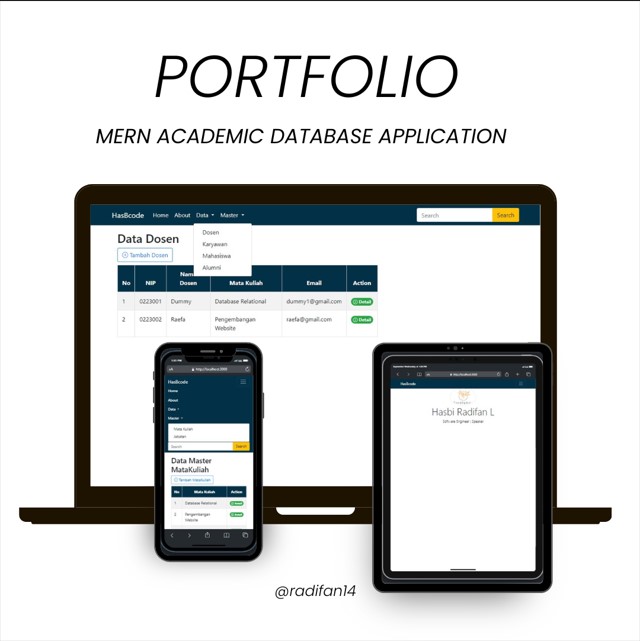 PORTFOLIO
MERN ACADEMIC DATABASE APPLICATION
HasBcode Home About Data Master Search Search
Dosen
Karyawan
Mahasiswa
Alumni
Data Dosen
Tambah Dosen
No NIP Nama Dosen Mata Kuliah Email Action
1 0223001 Dummy Database Relational dummy1@gmail.com Detail
2 0223002 Raefa Pengembangan Website raefa@gmail.com Detail
HasBcode
Home
About
Data
Master
Mata Kuliah
Jabatan
Search Search
Data Master
MataKuliah
Tambah MataKuliah
No Mata Kuliah Action
1 Database Relational Detail
2 Pengembangan Website Detail
HasBcode
Hasbi Radifan L
@radifan14